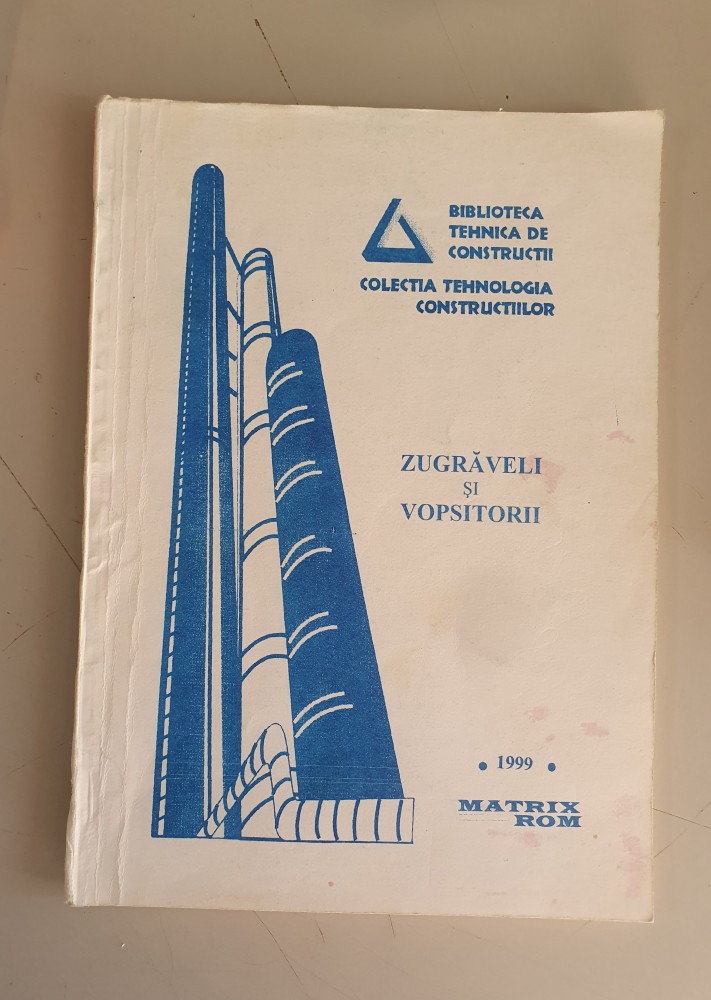 BIBLIOTECA
TEHNICA DE
CONSTRUCTII
COLECTIA TEHNOLOGIA
CONSTRUCTIILOR
ZUGRĂVELI
ŞI
VOPSITORII
• 1999 •
MATRIX
ROM